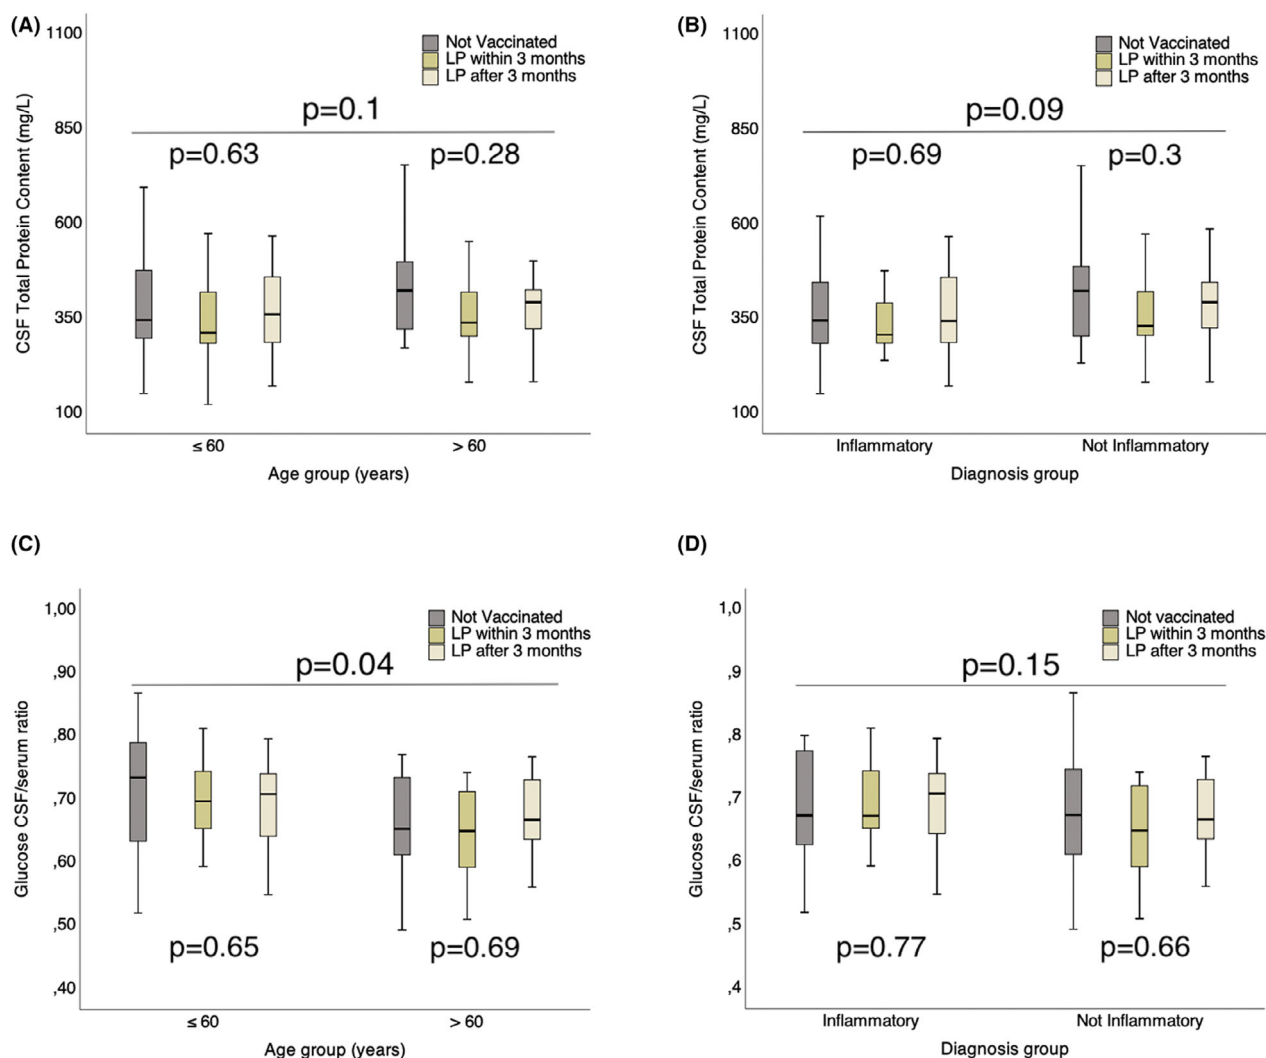 (A)
1100
850
600
350
100
CSF Total Protein Content (mg/L)
Not Vaccinated
LP within 3 months
LP after 3 months
p=0.1
p=0.63
p=0.28
≤ 60
> 60
Age group (years)
(B)
1100
850
600
350
100
CSF Total Protein Content (mg/L)
Not Vaccinated
LP within 3 months
LP after 3 months
p=0.09
p=0.69
p=0.3
Inflammatory
Not Inflammatory
Diagnosis group
(C)
1,00
,90
,80
,70
,60
,50
,40
Glucose CSF/serum ratio
Not Vaccinated
LP within 3 months
LP after 3 months
p=0.04
p=0.65
p=0.69
≤ 60
> 60
Age group (years)
(D)
1,0
,9
,8
,7
,6
,5
,4
Glucose CSF/serum ratio
Not vaccinated
LP within 3 months
LP after 3 months
p=0.15
p=0.77
p=0.66
Inflammatory
Not Inflammatory
Diagnosis group